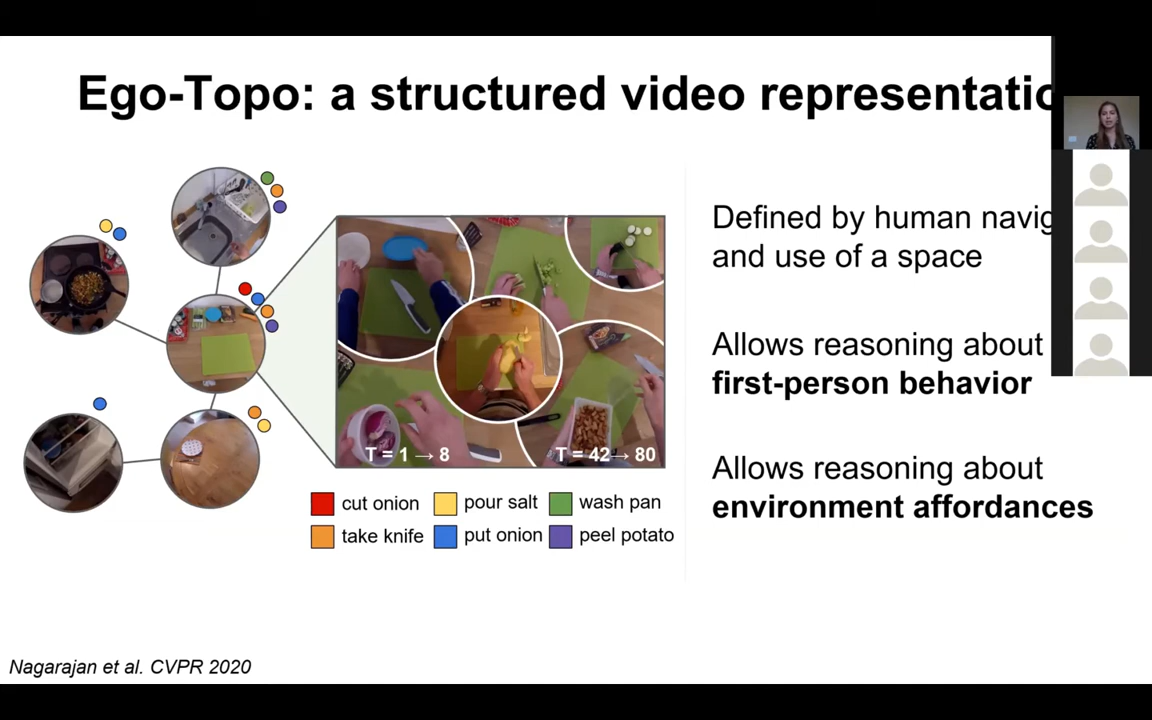 Ego-Topo: a structured video representatio
Defined by human navig
and use of a space
Allows reasoning about
first-person behavior
Allows reasoning about
environment affordances
T = 1 → 8
T = 42→ 80
cut onion
pour salt
wash pan
take knife
put onion
peel potato
Nagarajan et al. CVPR 2020